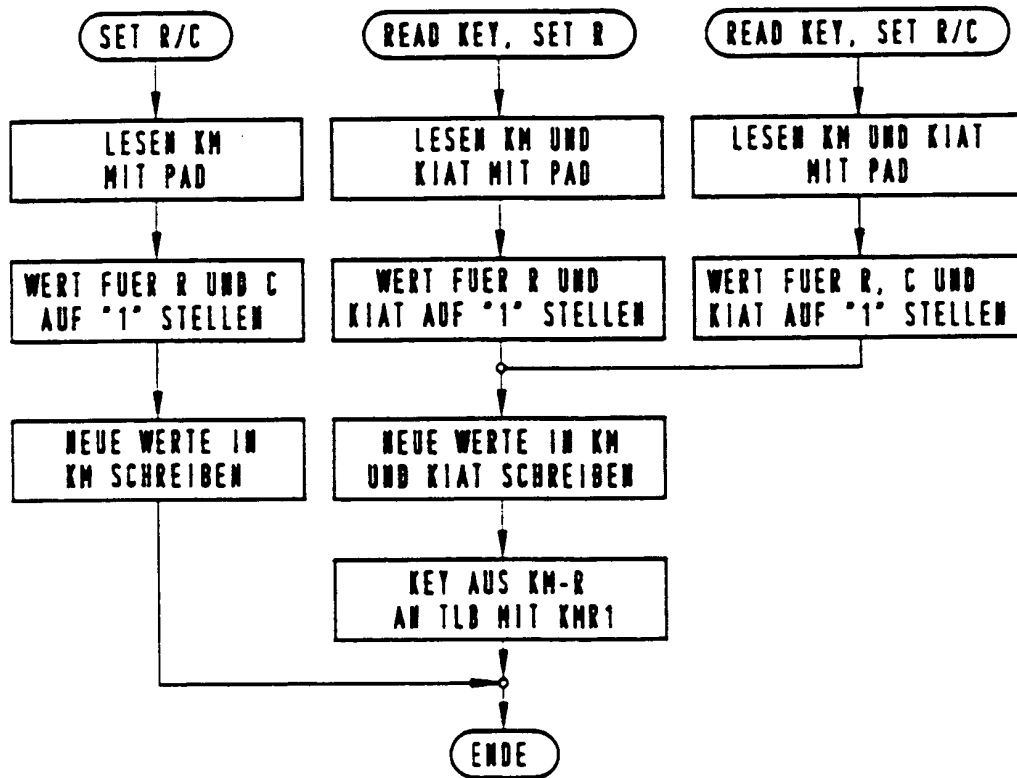 SET R/C
READ KEY, SET R
READ KEY, SET R/C
LESEN KM
MIT PAD
LESEN KM UND
KIAT MIT PAD
LESEN KM UND KIAT
MIT PAD
WERT FUER R UND C
AUF "1" STELLEN
WERT FUER R UND
KIAT AUF "1" STELLEN
WERT FUER R, C UND
KIAT AUF "1" STELLEN
NEUE WERTE IN
KM SCHREIBEN
NEUE WERTE IN KM
UND KIAT SCHREIBEN
KEY AUS KM-R
AN TLB MIT KMR1
ENDE